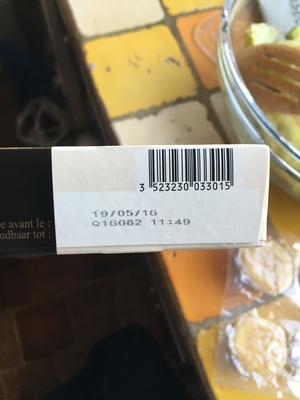 3 523230 033015
19/05/16
e avant le :
Q16082 11:49
udbaar tot :